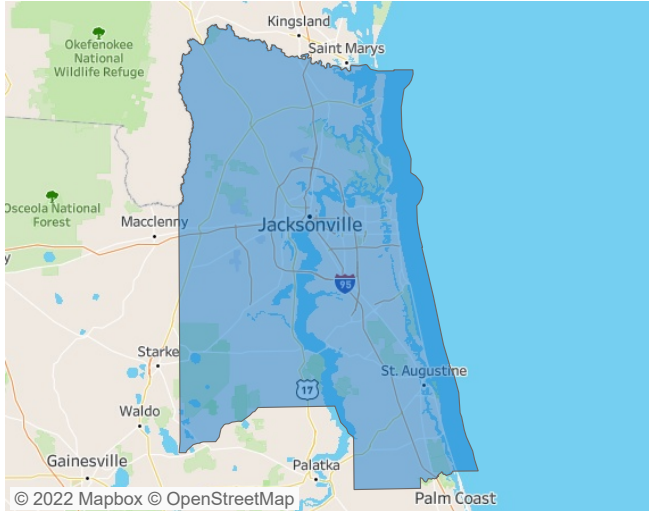 Kingsland
Saint Marys
Okefenokee
National
Wildlife Refuge
Osceola National
Forest
Macclenny
Jacksonville
y
95
Starke
St. Augustine
17
Waldo
Gainesville
Palatka
Palm Coast
© 2022 Mapbox © OpenStreetMap